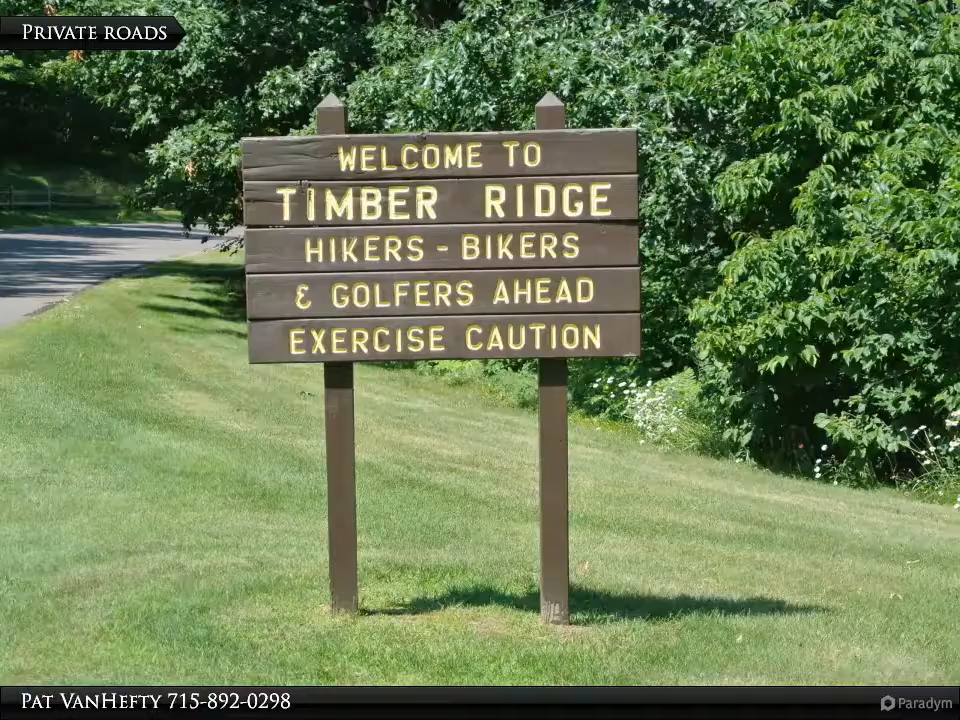 PRIVATE ROADS
WELCOME TO
TIMBER RIDGE
HIKERS - BIKERS
& GOLFERS AHEAD
EXERCISE CAUTION
PAT VANHEFTY 715-892-0298
Paradym